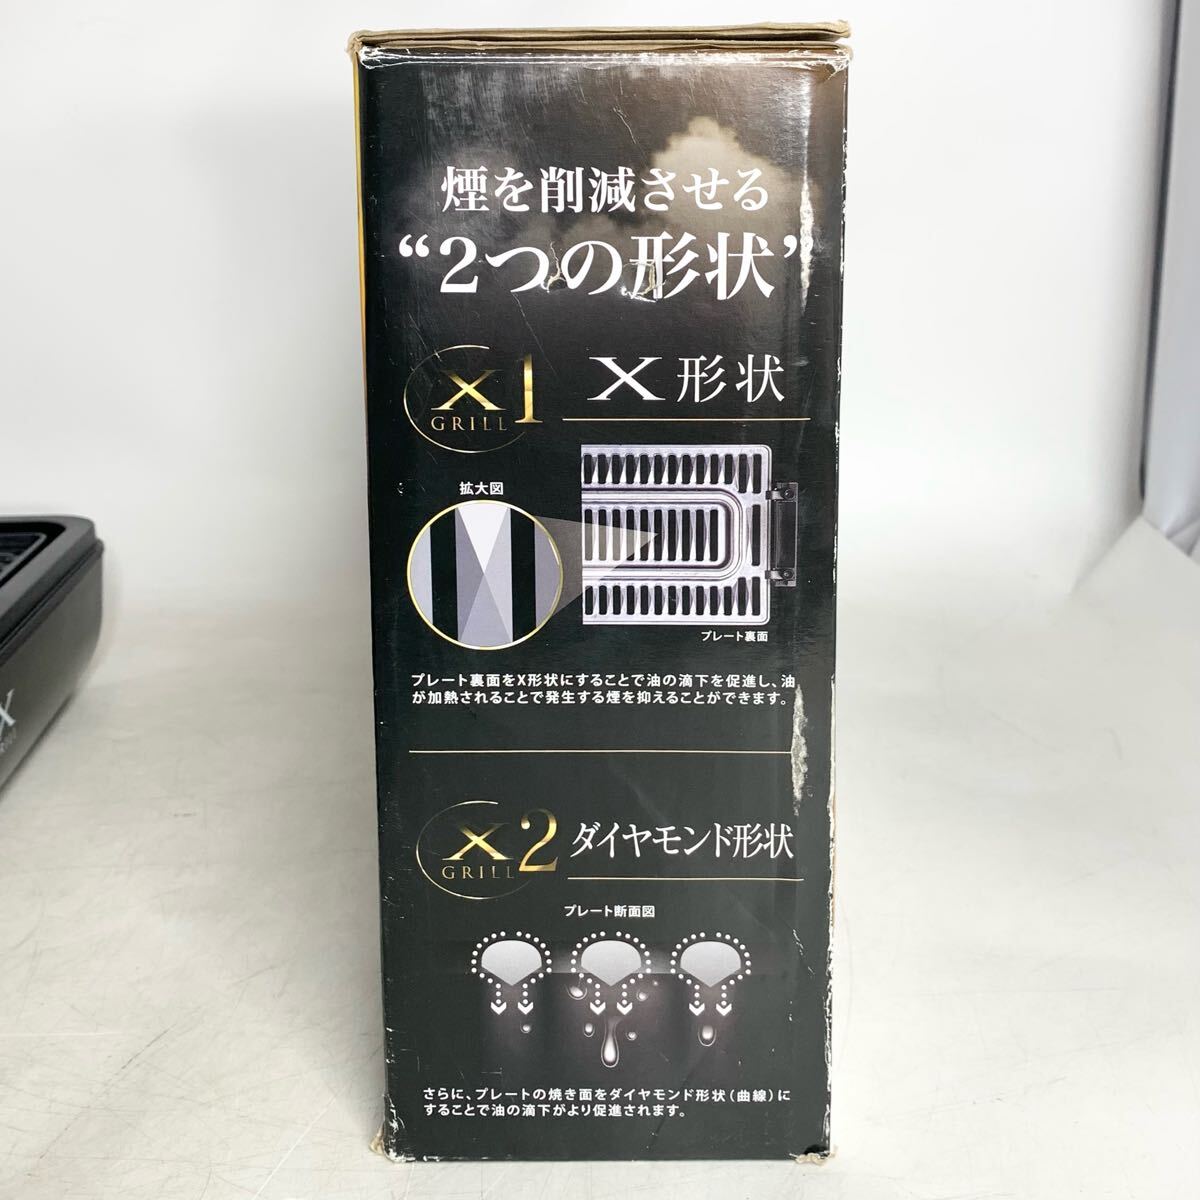 煙を削減させる
“2つの形状”
X1
GRILL
X形状
拡大図
プレート裏面
プレート裏面をX形状にすることで油の滴下を促進し、油
が加熱されることで発生する煙を抑えることができます。
X2
GRILL
ダイヤモンド形状
プレート断面図
さらに、プレートの焼き面をダイヤモンド形状(曲線)に
することで油の滴下がより促進されます。
X